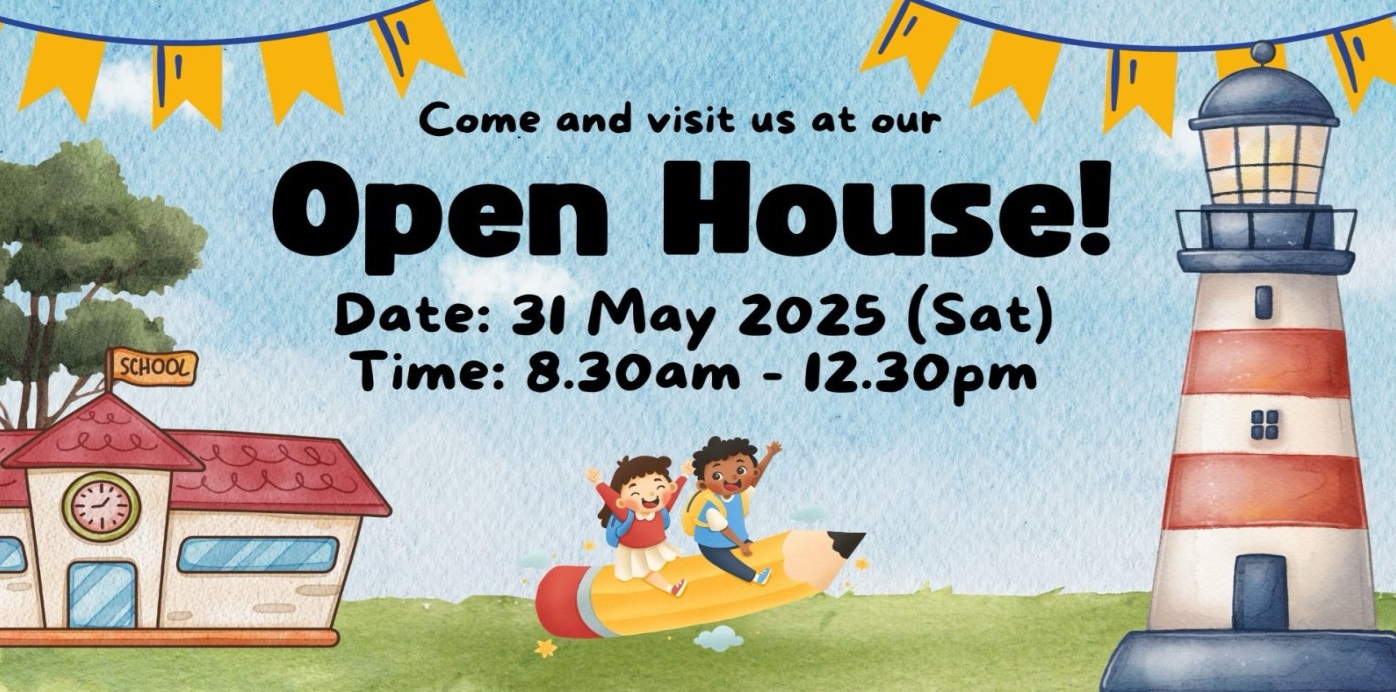 Come and visit us at our
Open House!
Date: 31 May 2025 (Sat)
Time: 8.30am - 12.30pm
SCHOOL